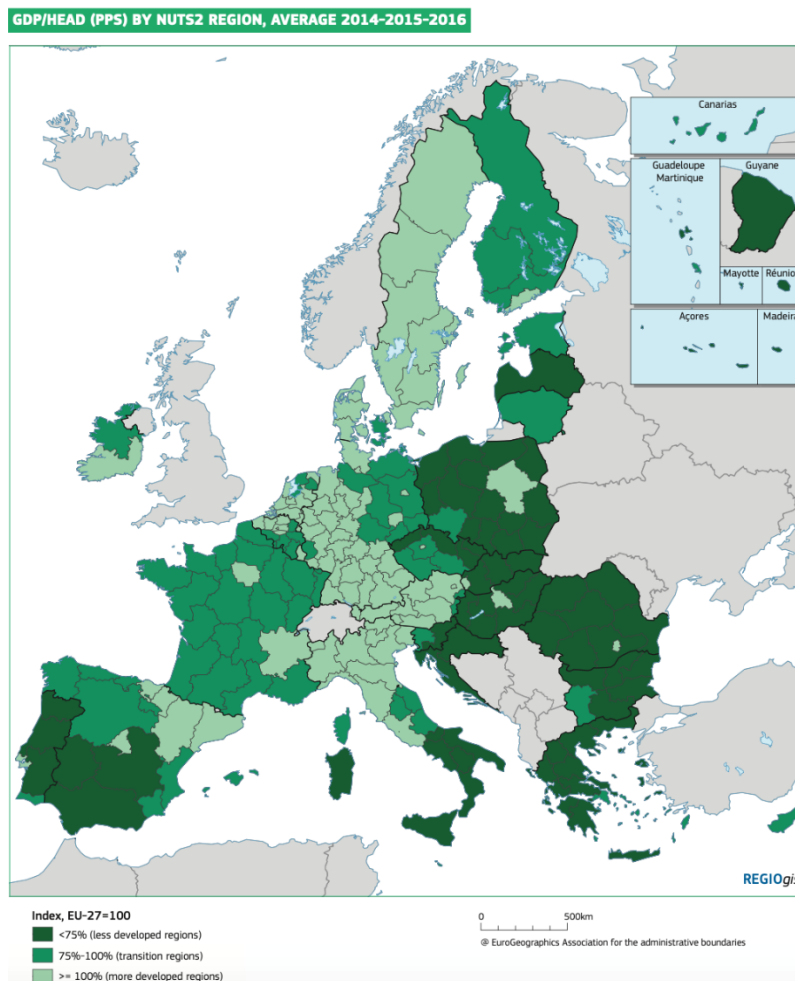 GDP/HEAD (PPS) BY NUTS2 REGION, AVERAGE 2014-2015-2016
Canarias
Guadeloupe
Martinique
Guyane
Mayotte
Réunion
Açores
Madeira
REGIOgis
Index, EU-27=100
<75% (less developed regions)
75%-100% (transition regions)
>= 100% (more developed regions)
0 500km
@ EuroGeographics Association for the administrative boundaries